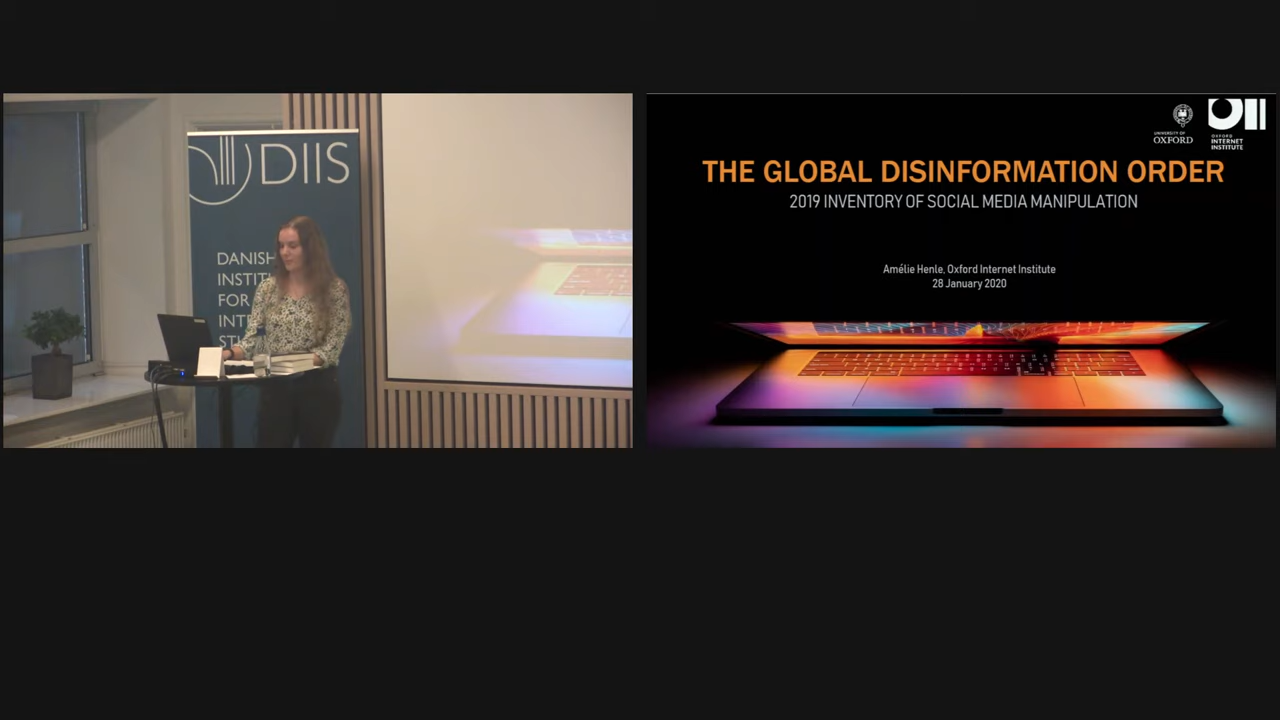 DIIS
DANISH
INSTIT
FOR
INTE
STU
UNIVERSITY OF
OXFORD
OXFORD
INTERNET
INSTITUTE
THE GLOBAL DISINFORMATION ORDER
2019 INVENTORY OF SOCIAL MEDIA MANIPULATION
Amélie Henle, Oxford Internet Institute
28 January 2020